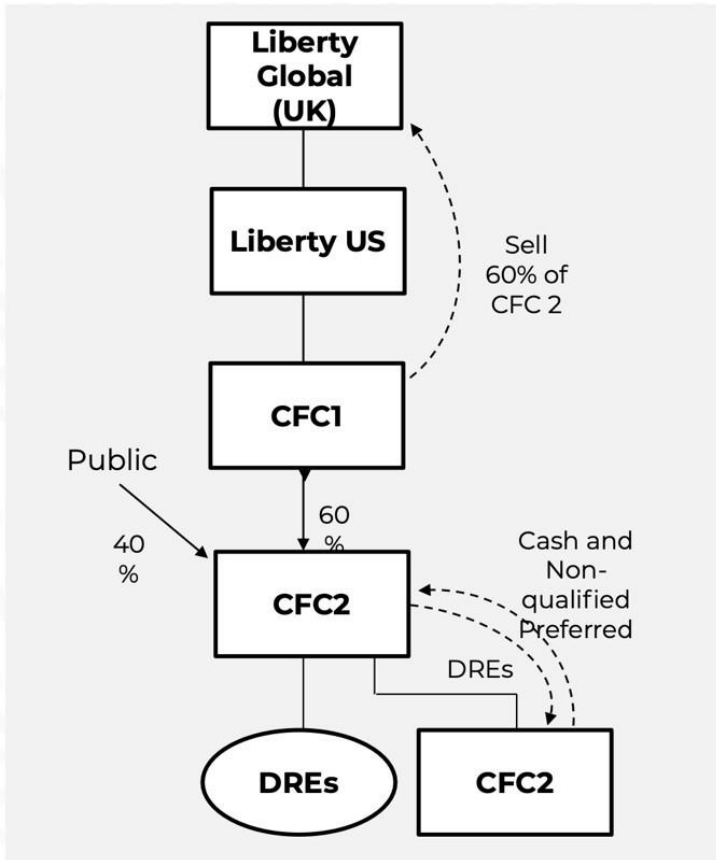 Liberty
Global
(UK)
Liberty US
Sell
60% of
CFC 2
CFC1
Public
60
%
40
%
Cash and
Non-
qualified
Preferred
CFC2
DREs
DREs
CFC2